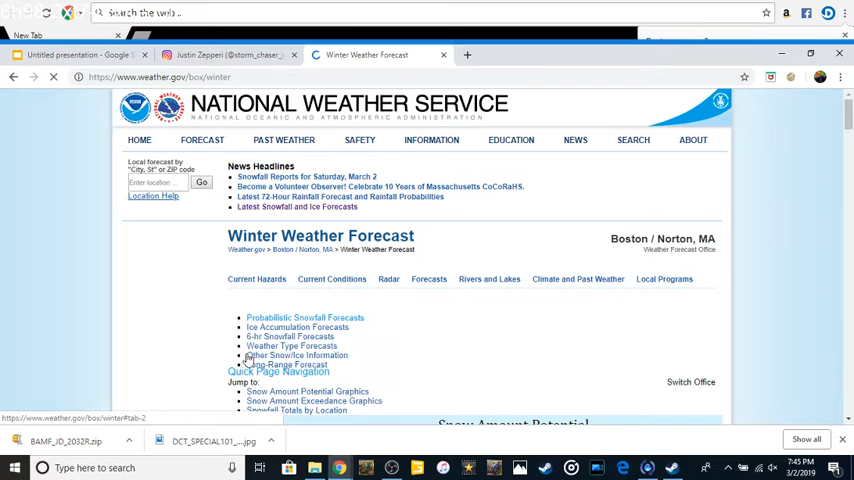 Search the web...
New Tab
Untitled presentation - Google S
Justin Zepperi (@storm_chaser_
Winter Weather Forecast
https://www.weather.gov/box/winter
NATIONAL WEATHER SERVICE
NATIONAL OCEANIC AND ATMOSPHERIC ADMINISTRATION
HOME FORECAST PAST WEATHER SAFETY INFORMATION EDUCATION NEWS SEARCH ABOUT
Local forecast by
"City, St" or ZIP code
Enter location ...
Go
Location Help
News Headlines
Snowfall Reports for Saturday, March 2
Become a Volunteer Observer! Celebrate 10 Years of Massachusetts CoCoRaHS.
Latest 72-Hour Rainfall Forecast and Rainfall Probabilities
Latest Snowfall and Ice Forecasts
Winter Weather Forecast
Weather.gov > Boston / Norton, MA > Winter Weather Forecast
Boston / Norton, MA
Weather Forecast Office
Current Hazards Current Conditions Radar Forecasts Rivers and Lakes Climate and Past Weather Local Programs
Probabilistic Snowfall Forecasts
Ice Accumulation Forecasts
6-hr Snowfall Forecasts
Weather Type Forecasts
Other Snow/Ice Information
Long-Range Forecast
Quick Page Navigation
Jump to:
Switch Office
Snow Amount Potential Graphics
Snow Amount Exceedance Graphics
Snowfall Totals by Location
Snow Amount Potential
https://www.weather.gov/box/winter#tab-2
BAMF_JD_2032R.zip
DCT_SPECIAL101_....jpg
Show all
Type here to search
7:45 PM
3/2/2019